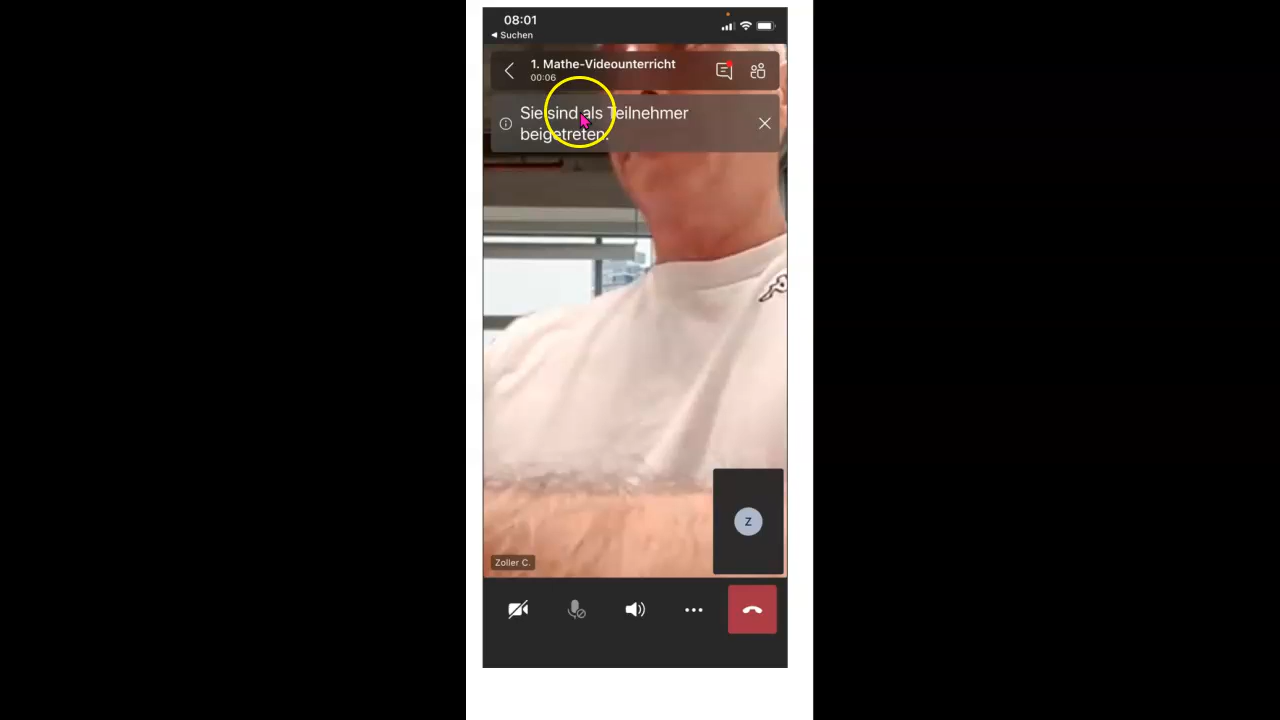 08:01
◀ Suchen
1. Mathe-Videounterricht
00:06
Sie sind als Teilnehmer
beigetreten.
Z
Zoller C.